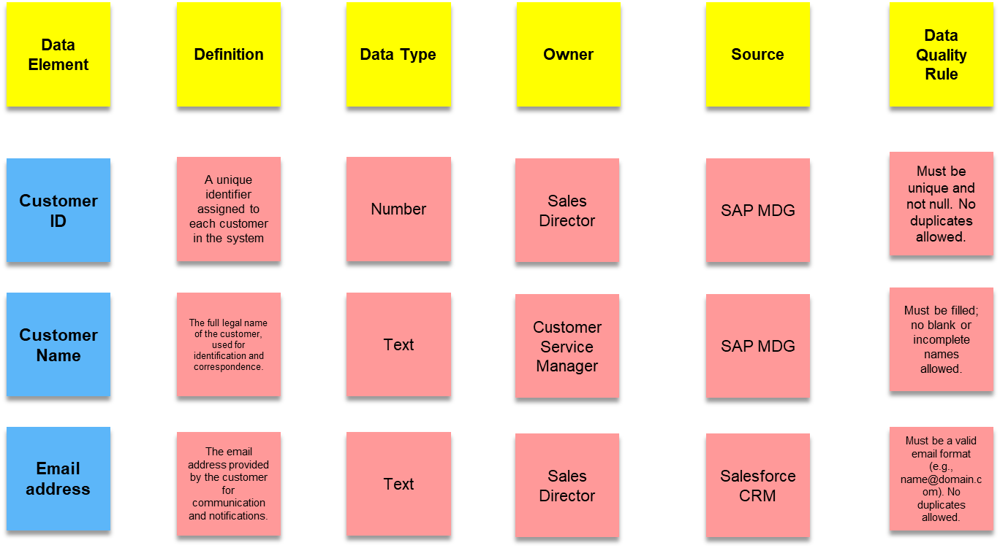 Data
Element
Definition
Data Type
Owner
Source
Data
Quality
Rule
Customer
ID
A unique
identifier
assigned to
each customer
in the system
Number
Sales
Director
SAP MDG
Must be
unique and
not null. No
duplicates
allowed.
Customer
Name
The full legal name
of the customer,
used for
identification and
correspondence.
Text
Customer
Service
Manager
SAP MDG
Must be filled;
no blank or
incomplete
names
allowed.
Email
address
The email
address provided
by the customer
for
communication
and notifications.
Text
Sales
Director
Salesforce
CRM
Must be a valid
email format
(e.g.,
name@domain.c
om). No
duplicates
allowed.